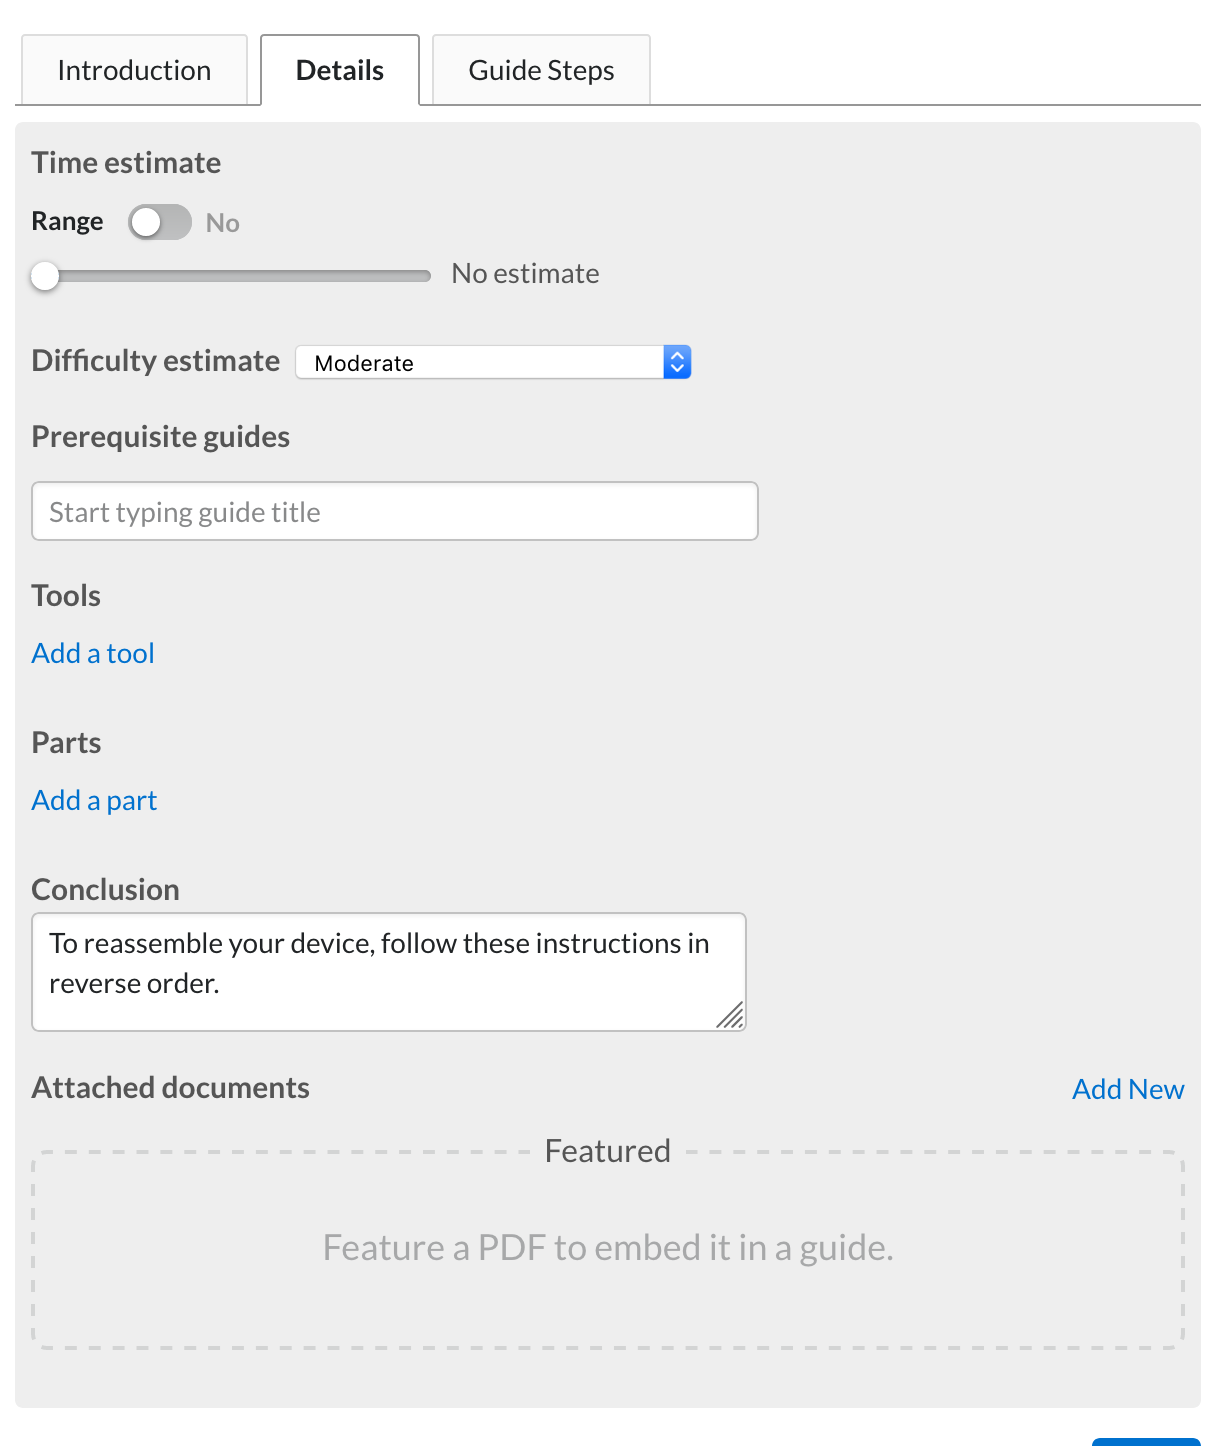 Introduction
Details
Guide Steps
Time estimate
Range No
No estimate
Difficulty estimate Moderate
Prerequisite guides
Start typing guide title
Tools
Add a tool
Parts
Add a part
Conclusion
To reassemble your device, follow these instructions in
reverse order.
Attached documents
Add New
Featured
Feature a PDF to embed it in a guide.